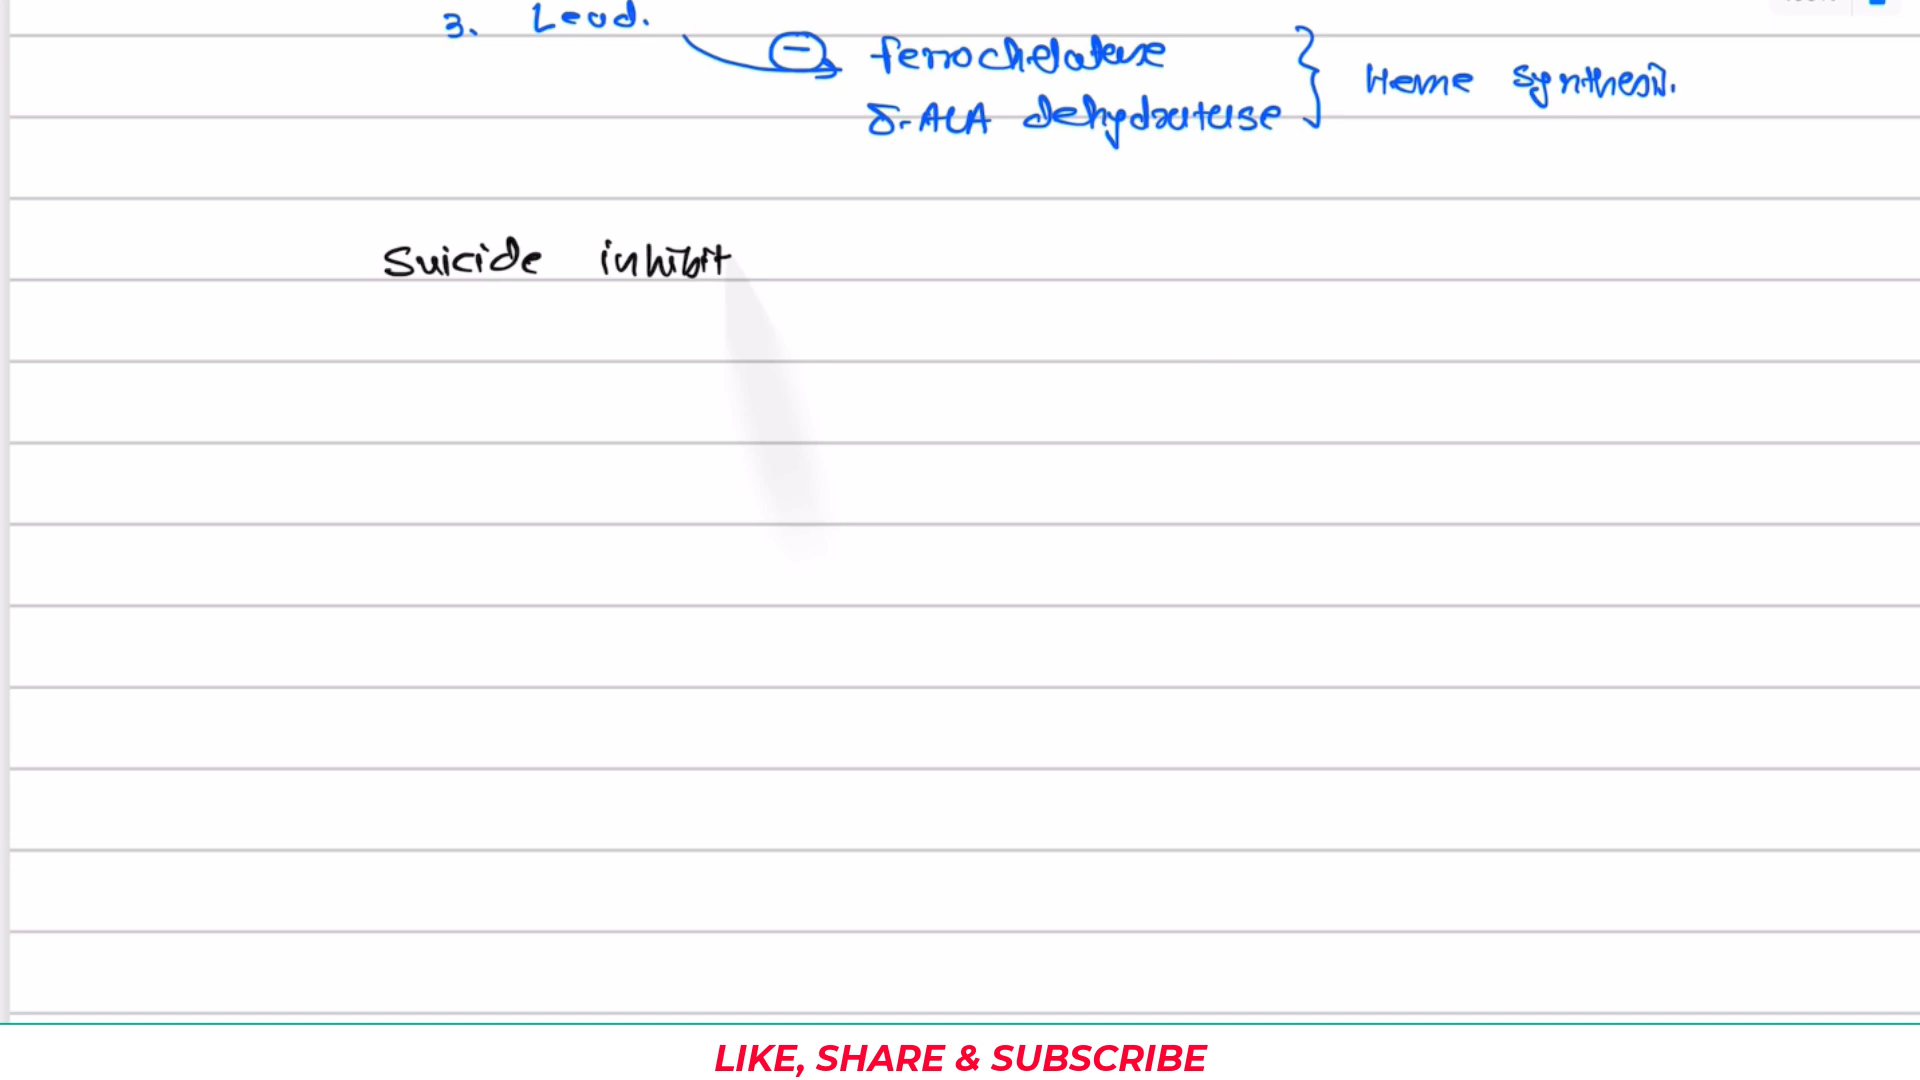 3. Lead.
⊖ ferrochelatase
δ-ALA dehydratase } Heme synthesis.
Suicide inhibit
LIKE, SHARE & SUBSCRIBE